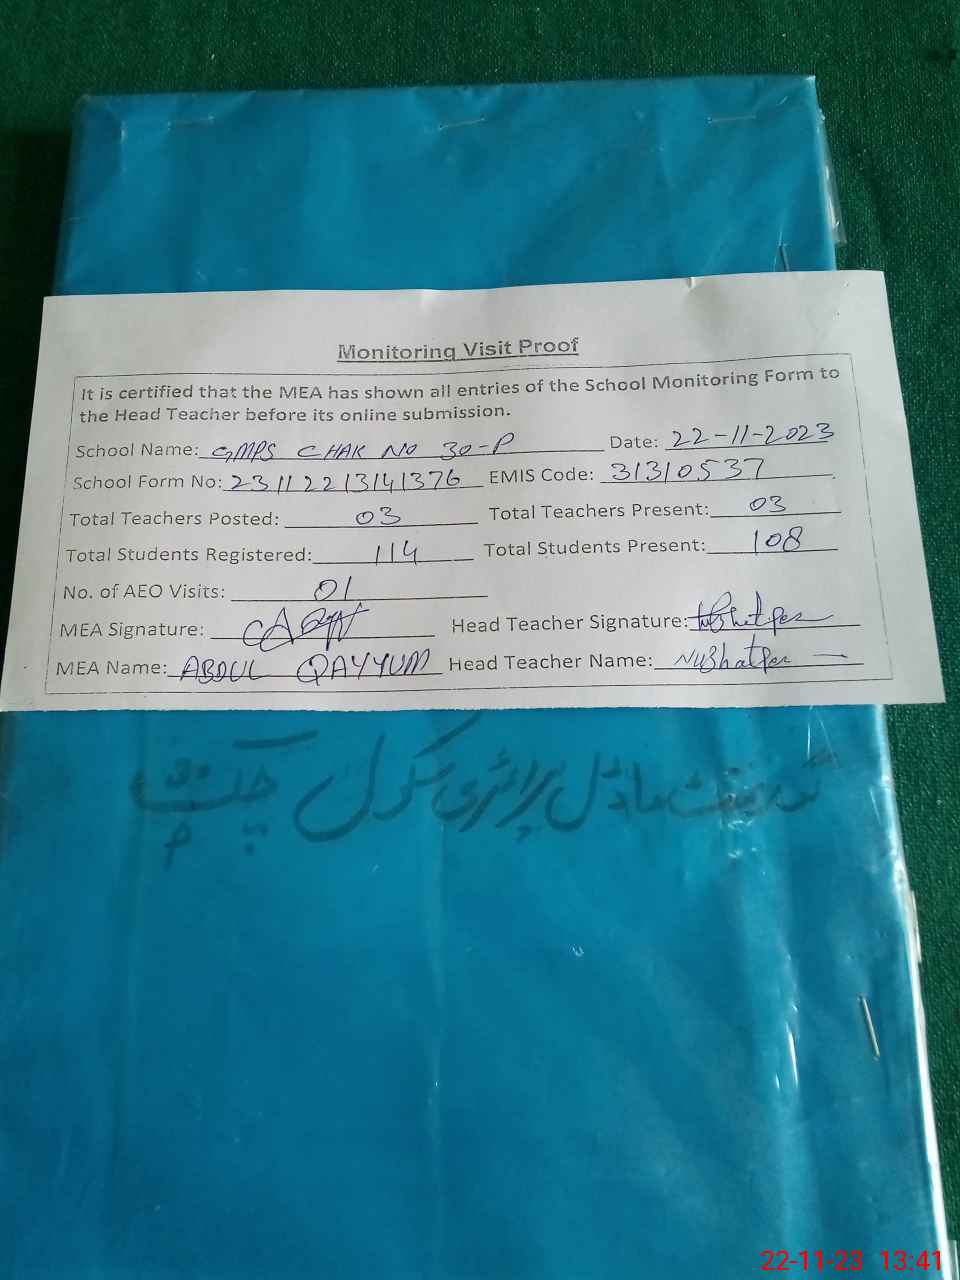 Monitoring Visit Proof
It is certified that the MEA has shown all entries of the School Monitoring Form to
the Head Teacher before its online submission.
School Name: GMPS CHAK NO 30-P Date: 22-11-2023
School Form No: 23112213141376 EMIS Code: 31310537
Total Teachers Posted: 03 Total Teachers Present: 03
Total Students Registered: 114 Total Students Present: 108
No. of AEO Visits: 01
MEA Signature: Head Teacher Signature:
MEA Name: ABDUL QAYYUM Head Teacher Name:
گورنمنٹ ماڈل پرائمری سکول چک 30 پ
22-11-23 13:41